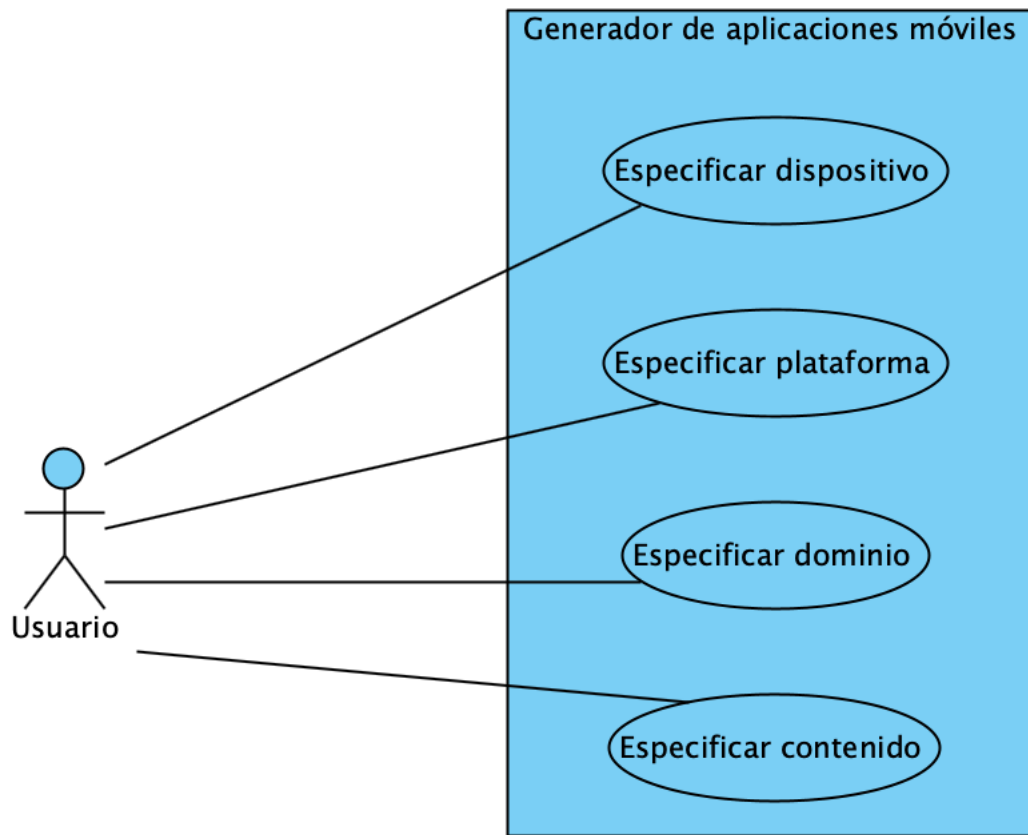 Generador de aplicaciones móviles
Especificar dispositivo
Especificar plataforma
Especificar dominio
Usuario
Especificar contenido